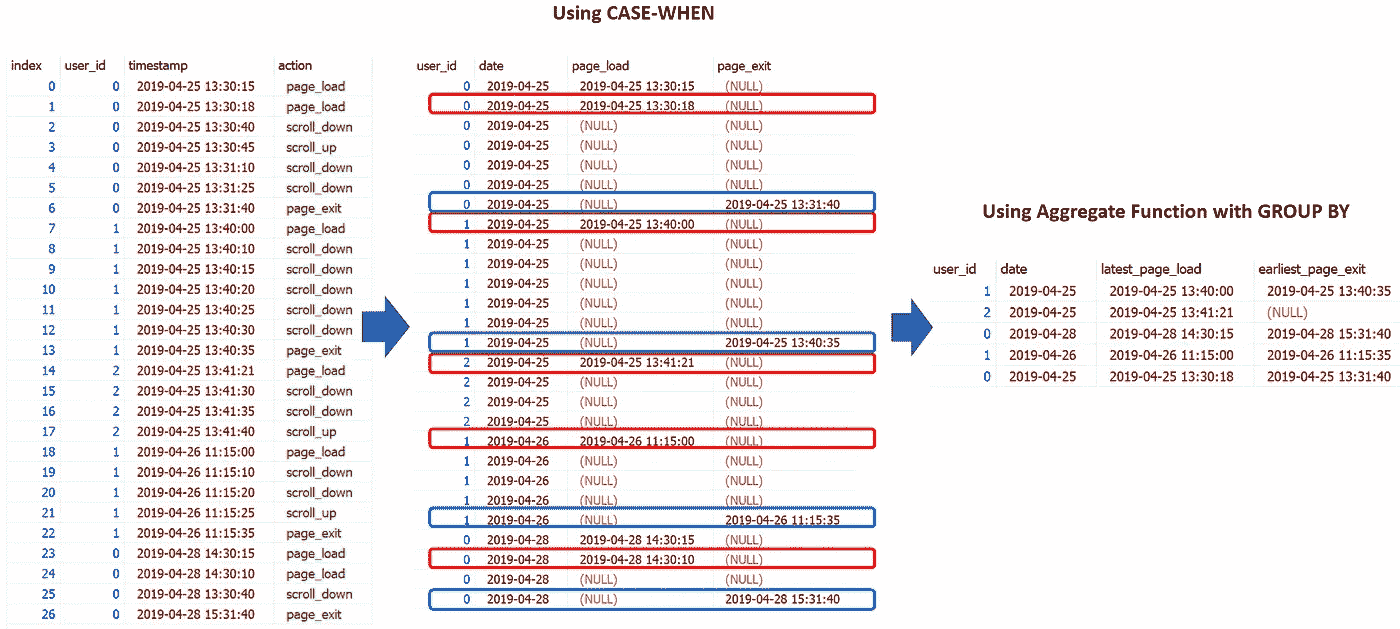 Using CASE-WHEN
index user_id timestamp action
0 0 2019-04-25 13:30:15 page_load
1 0 2019-04-25 13:30:18 page_load
2 0 2019-04-25 13:30:40 scroll_down
3 0 2019-04-25 13:30:45 scroll_up
4 0 2019-04-25 13:31:10 scroll_down
5 0 2019-04-25 13:31:25 scroll_down
6 0 2019-04-25 13:31:40 page_exit
7 1 2019-04-25 13:40:00 page_load
8 1 2019-04-25 13:40:10 scroll_down
9 1 2019-04-25 13:40:15 scroll_down
10 1 2019-04-25 13:40:20 scroll_down
11 1 2019-04-25 13:40:25 scroll_down
12 1 2019-04-25 13:40:30 scroll_down
13 1 2019-04-25 13:40:35 page_exit
14 2 2019-04-25 13:41:21 page_load
15 2 2019-04-25 13:41:30 scroll_down
16 2 2019-04-25 13:41:35 scroll_down
17 2 2019-04-25 13:41:40 scroll_up
18 1 2019-04-26 11:15:00 page_load
19 1 2019-04-26 11:15:10 scroll_down
20 1 2019-04-26 11:15:20 scroll_down
21 1 2019-04-26 11:15:25 scroll_up
22 1 2019-04-26 11:15:35 page_exit
23 0 2019-04-28 14:30:15 page_load
24 0 2019-04-28 14:30:10 page_load
25 0 2019-04-28 13:30:40 scroll_down
26 0 2019-04-28 15:31:40 page_exit
user_id date page_load page_exit
0 2019-04-25 2019-04-25 13:30:15 (NULL)
0 2019-04-25 2019-04-25 13:30:18 (NULL)
0 2019-04-25 (NULL) (NULL)
0 2019-04-25 (NULL) (NULL)
0 2019-04-25 (NULL) (NULL)
0 2019-04-25 (NULL) (NULL)
0 2019-04-25 (NULL) 2019-04-25 13:31:40
1 2019-04-25 2019-04-25 13:40:00 (NULL)
1 2019-04-25 (NULL) (NULL)
1 2019-04-25 (NULL) (NULL)
1 2019-04-25 (NULL) (NULL)
1 2019-04-25 (NULL) (NULL)
1 2019-04-25 (NULL) (NULL)
1 2019-04-25 (NULL) 2019-04-25 13:40:35
2 2019-04-25 2019-04-25 13:41:21 (NULL)
2 2019-04-25 (NULL) (NULL)
2 2019-04-25 (NULL) (NULL)
2 2019-04-25 (NULL) (NULL)
1 2019-04-26 2019-04-26 11:15:00 (NULL)
1 2019-04-26 (NULL) (NULL)
1 2019-04-26 (NULL) (NULL)
1 2019-04-26 (NULL) (NULL)
1 2019-04-26 (NULL) 2019-04-26 11:15:35
0 2019-04-28 2019-04-28 14:30:15 (NULL)
0 2019-04-28 2019-04-28 14:30:10 (NULL)
0 2019-04-28 (NULL) (NULL)
0 2019-04-28 (NULL) 2019-04-28 15:31:40
Using Aggregate Function with GROUP BY
user_id date latest_page_load earliest_page_exit
1 2019-04-25 2019-04-25 13:40:00 2019-04-25 13:40:35
2 2019-04-25 2019-04-25 13:41:21 (NULL)
0 2019-04-28 2019-04-28 14:30:15 2019-04-28 15:31:40
1 2019-04-26 2019-04-26 11:15:00 2019-04-26 11:15:35
0 2019-04-25 2019-04-25 13:30:18 2019-04-25 13:31:40